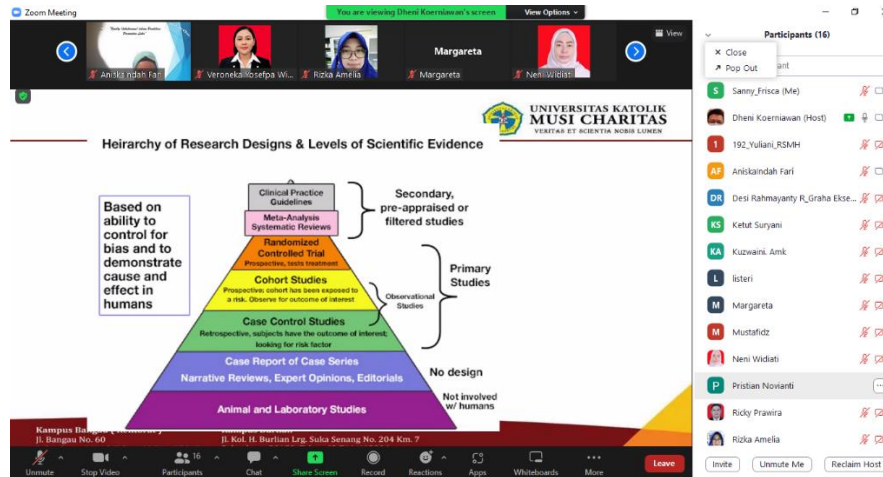 Zoom Meeting
You are viewing Dheni Koerniawan's screen
View Options
View
Aniskaindah Fari
Veroneka Yosefpa Wi...
Rizka Amelia
Margareta
Margareta
Neni Widiati
UNIVERSITAS KATOLIK
MUSI CHARITAS
VERITAS ET SCIENTIA NOBIS LUMEN
Heirarchy of Research Designs & Levels of Scientific Evidence
Based on
ability to
control for
bias and to
demonstrate
cause and
effect in
humans
Clinical Practice
Guidelines
Meta-Analysis
Systematic Reviews
Randomized
Controlled Trial
Prospective, tests treatment
Cohort Studies
Prospective: cohort has been exposed to
a risk. Observe for outcome of interest
Case Control Studies
Retrospective, subjects have the outcome of interest;
looking for risk factor
Case Report of Case Series
Narrative Reviews, Expert Opinions, Editorials
Animal and Laboratory Studies
Secondary,
pre-appraised or
filtered studies
Primary
Studies
Observational
Studies
No design
Not involved
w/ humans
Kampus Bangau
Jl. Bangau No. 60
Jl. Kol. H. Burlian Lrg. Suka Senang No. 204 Km. 7
Unmute
Stop Video
16
Participants
Chat
Share Screen
Record
Reactions
Apps
Whiteboards
More
Leave
Participants (16)
Close
Pop Out
S Sanny_Frisca (Me)
Dheni Koerniawan (Host)
1 192_Yuliani_RSMH
AF Aniskaindah Fari
DR Desi Rahmayanty R_Graha Ekse...
KS Ketut Suryani
KA Kuzwaini. Amk
L listeri
M Margareta
M Mustafidz
Neni Widiati
P Pristian Novianti
Ricky Prawira
Rizka Amelia
Invite
Unmute Me
Reclaim Host